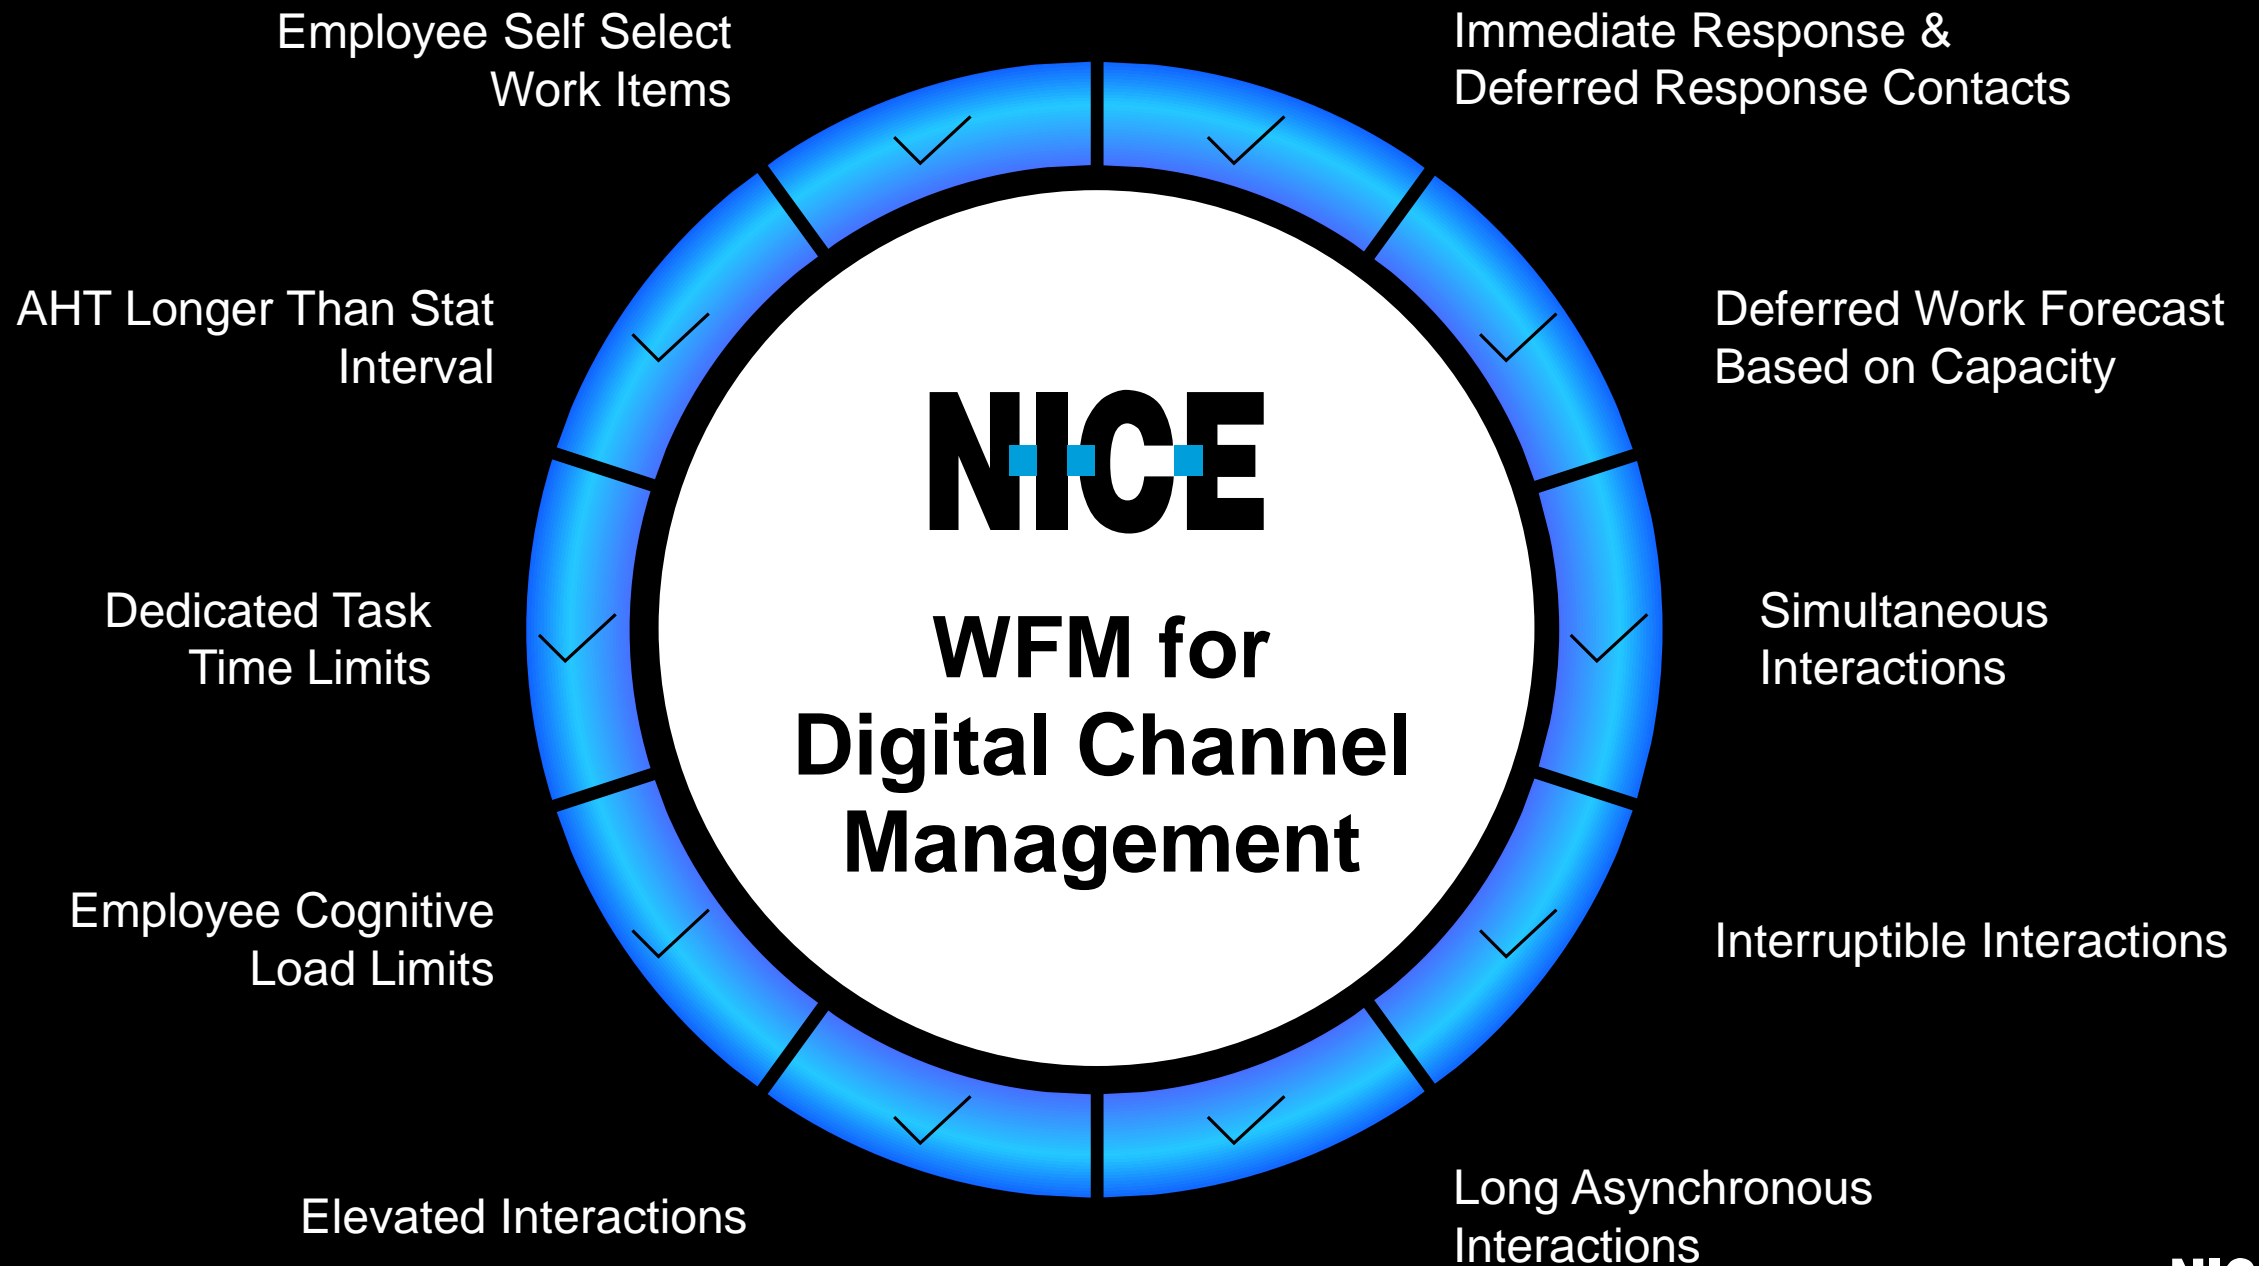 Employee Self Select
Work Items
Immediate Response &
Deferred Response Contacts
AHT Longer Than Stat
Interval
Deferred Work Forecast
Based on Capacity
NICE
WFM for
Digital Channel
Management
Dedicated Task
Time Limits
Simultaneous
Interactions
Employee Cognitive
Load Limits
Interruptible Interactions
Elevated Interactions
Long Asynchronous
Interactions